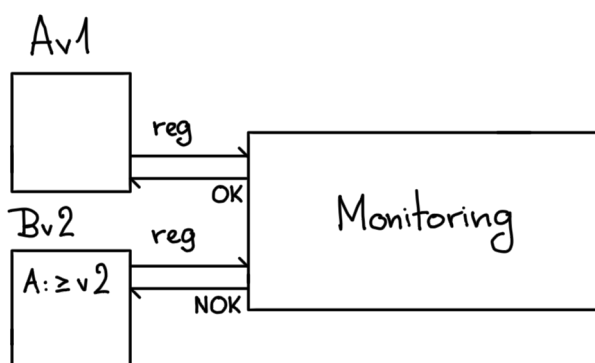 Av1
reg
OK
Monitoring
Bv2
reg
A: ≥ v2
NOK